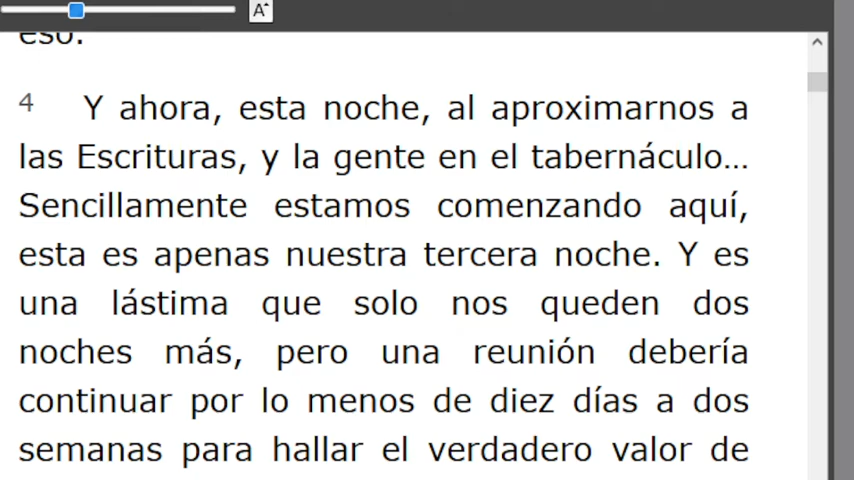 A
eso.
4 Y ahora, esta noche, al aproximarnos a
las Escrituras, y la gente en el tabernáculo...
Sencillamente estamos comenzando aquí,
esta es apenas nuestra tercera noche. Y es
una lástima que solo nos queden dos
noches más, pero una reunión debería
continuar por lo menos de diez días a dos
semanas para hallar el verdadero valor de